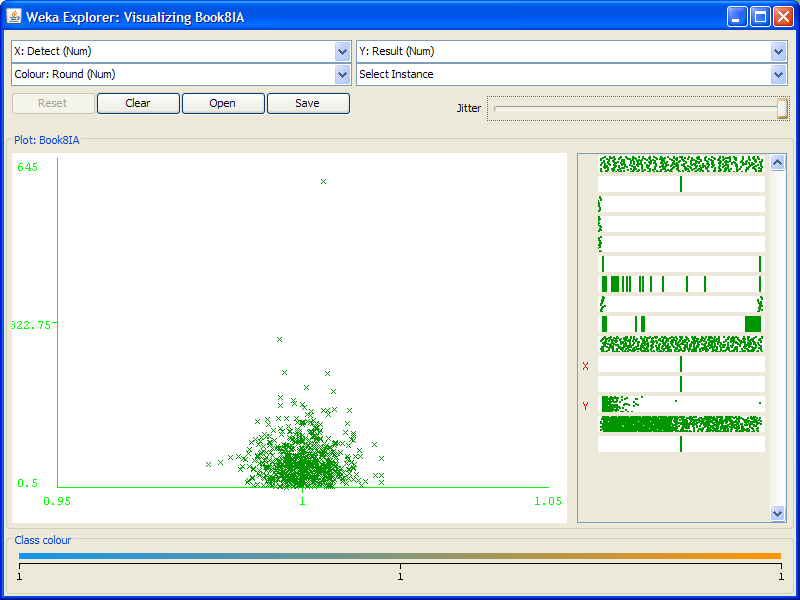 Weka Explorer: Visualizing Book8IA
X: Detect (Num)
Y: Result (Num)
Colour: Round (Num)
Select Instance
Reset
Clear
Open
Save
Jitter
Plot: Book8IA
645
322.75
0.5
0.95
1
1.05
X
Y
Class colour
1
1
1